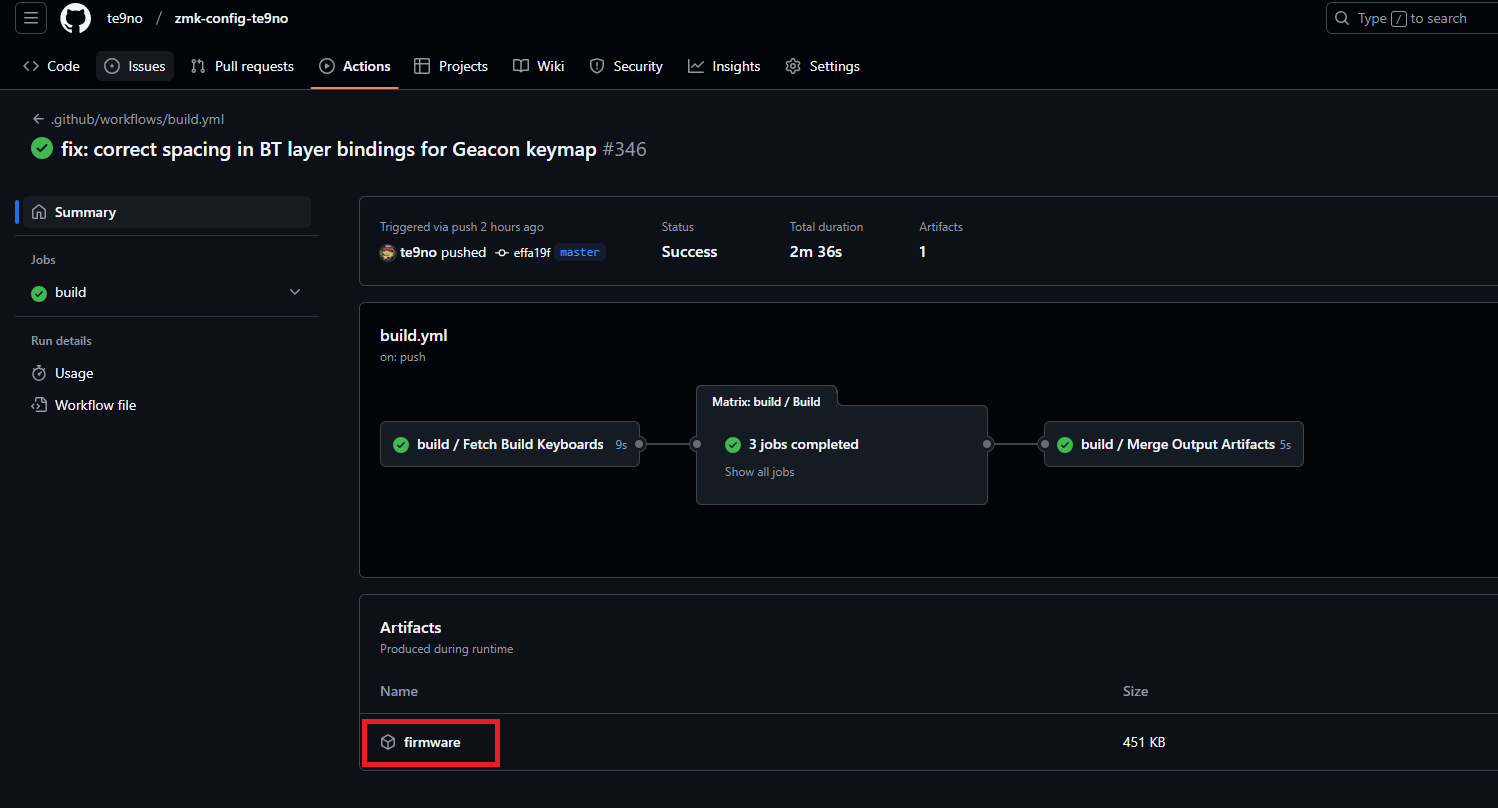 te9no / zmk-config-te9no
Type / to search
Code Issues Pull requests Actions Projects Wiki Security Insights Settings
.github/workflows/build.yml
fix: correct spacing in BT layer bindings for Geacon keymap #346
Summary
Jobs
build
Run details
Usage
Workflow file
Triggered via push 2 hours ago
te9no pushed effa19f master
Status
Success
Total duration
2m 36s
Artifacts
1
build.yml
on: push
build / Fetch Build Keyboards 9s
Matrix: build / Build
3 jobs completed
Show all jobs
build / Merge Output Artifacts 5s
Artifacts
Produced during runtime
Name Size
firmware 451 KB